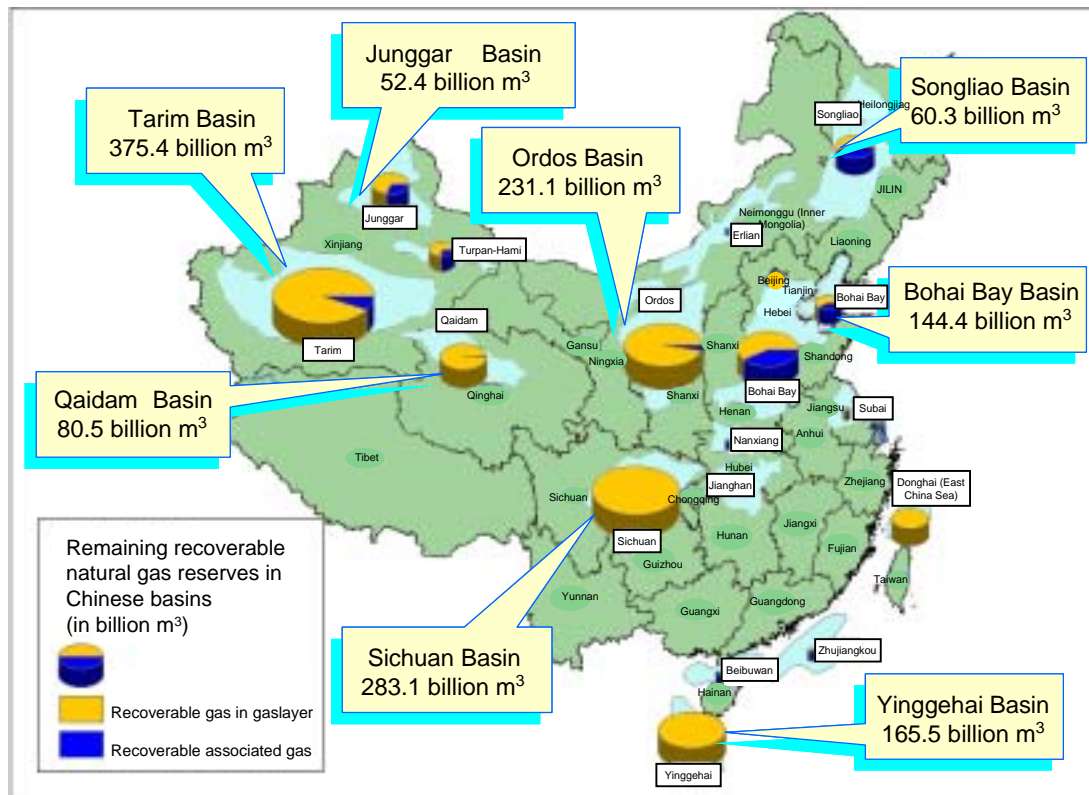 Junggar Basin
52.4 billion m³
Songliao Basin
60.3 billion m³
Tarim Basin
375.4 billion m³
Ordos Basin
231.1 billion m³
Heilongjiag
Songliao
JILIN
Junggar
Neimonggu (Inner
Mongolia)
Erlian
Liaoning
Xinjiang
Turpan-Hami
Beijing
Tianjin
Bohai Bay
Hebei
Bohai Bay Basin
144.4 billion m³
Ordos
Qaidam
Tarim
Gansu
Ningxia
Shanxi
Shandong
Qaidam Basin
80.5 billion m³
Qinghai
Shanxi
Bohai Bay
Henan
Jiangsu
Subai
Anhui
Nanxiang
Tibet
Hubei
Jianghan
Sichuan
Chongqing
Zhejiang
Donghai (East
China Sea)
Sichuan
Hunan
Jiangxi
Fujian
Guizhou
Taiwan
Yunnan
Guangxi
Guangdong
Remaining recoverable
natural gas reserves in
Chinese basins
(in billion m³)
Recoverable gas in gaslayer
Recoverable associated gas
Sichuan Basin
283.1 billion m³
Zhujiangkou
Beibuwan
Hainan
Yinggehai Basin
165.5 billion m³
Yinggehai